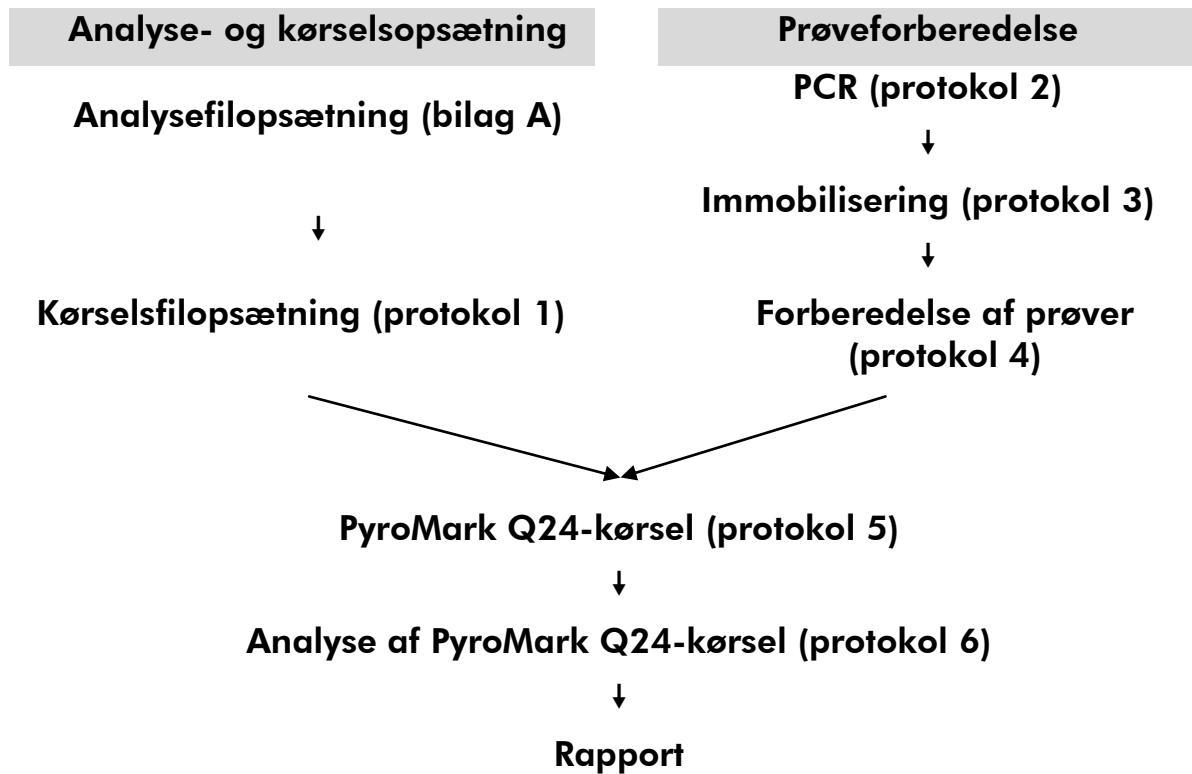 Analyse- og kørselsopsætning
Analysefilopsætning (bilag A)
Kørselsfilopsætning (protokol 1)
Prøveforberedelse
PCR (protokol 2)
Immobilisering (protokol 3)
Forberedelse af prøver
(protokol 4)
PyroMark Q24-kørsel (protokol 5)
Analyse af PyroMark Q24-kørsel (protokol 6)
Rapport